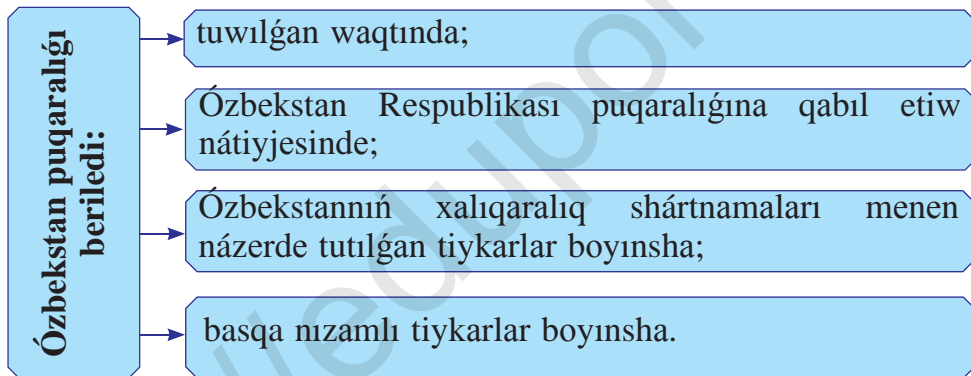 Ózbekstan puqaralıǵı
beriledi:
tuwılǵan waqtında;
Ózbekstan Respublikası puqaralıǵına qabıl etiw
nátiyjesinde;
Ózbekstannıń xalıqaralıq shártnamaları menen
názerde tutılǵan tiykarlar boyınsha;
basqa nızamlı tiykarlar boyınsha.